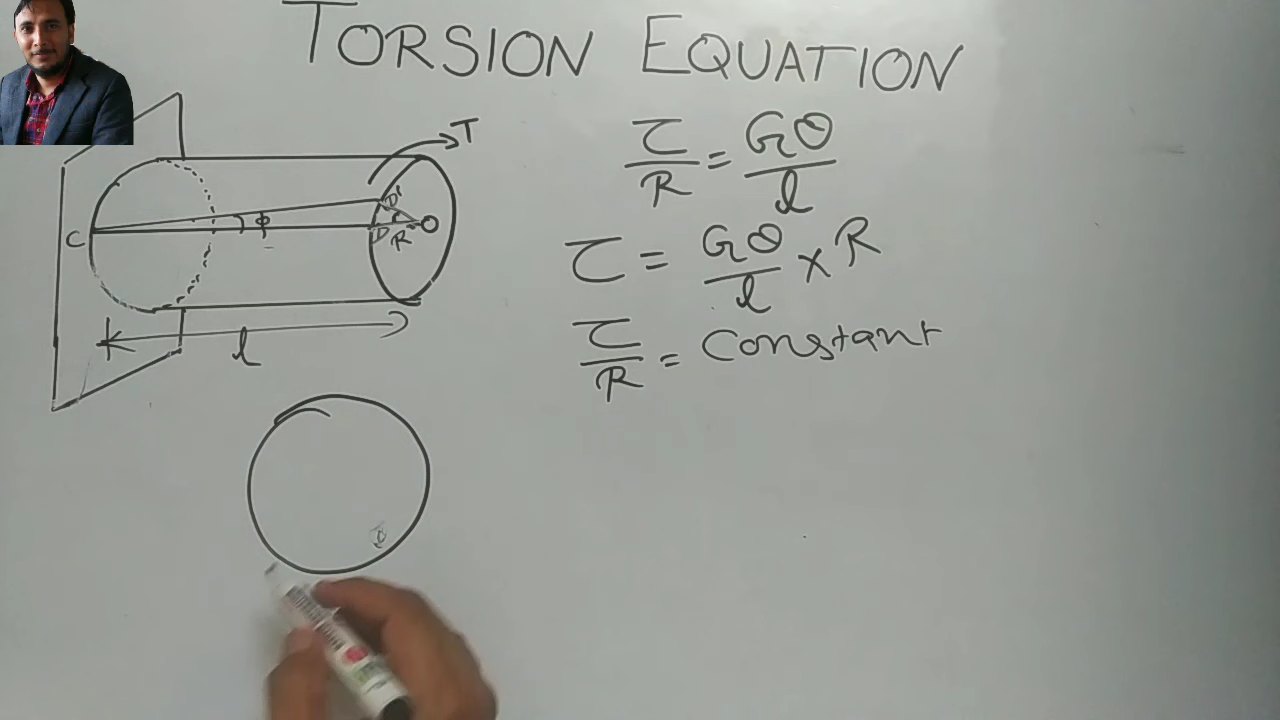 TORSION EQUATION
T
τ/R = Gθ/l
D'
C
ϕ
r
O
D
R
τ = Gθ/l × R
l
τ/R = Constant